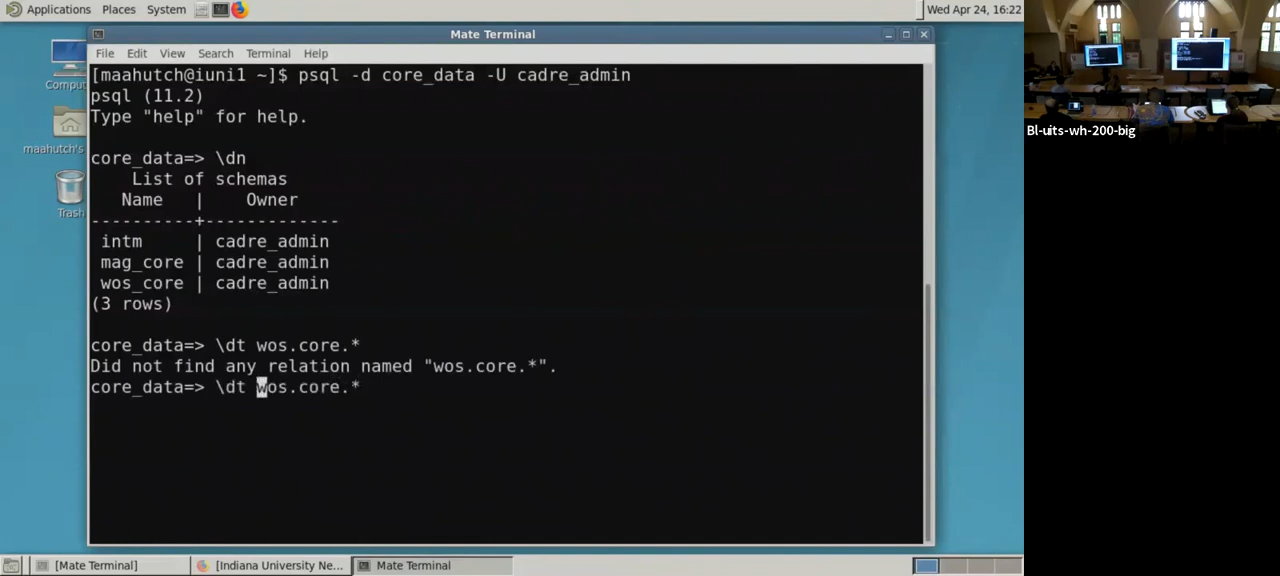 Applications Places System
Wed Apr 24, 16:22
Mate Terminal
File Edit View Search Terminal Help
Comput
maahutch's
Trash
[maahutch@iuni1 ~]$ psql -d core_data -U cadre_admin
psql (11.2)
Type "help" for help.
core_data=> \dn
List of schemas
Name | Owner
----------+-------------
intm | cadre_admin
mag_core | cadre_admin
wos_core | cadre_admin
(3 rows)
core_data=> \dt wos.core.*
Did not find any relation named "wos.core.*".
core_data=> \dt wos.core.*
[Mate Terminal]
[Indiana University Ne...
Mate Terminal
Bl-uits-wh-200-big